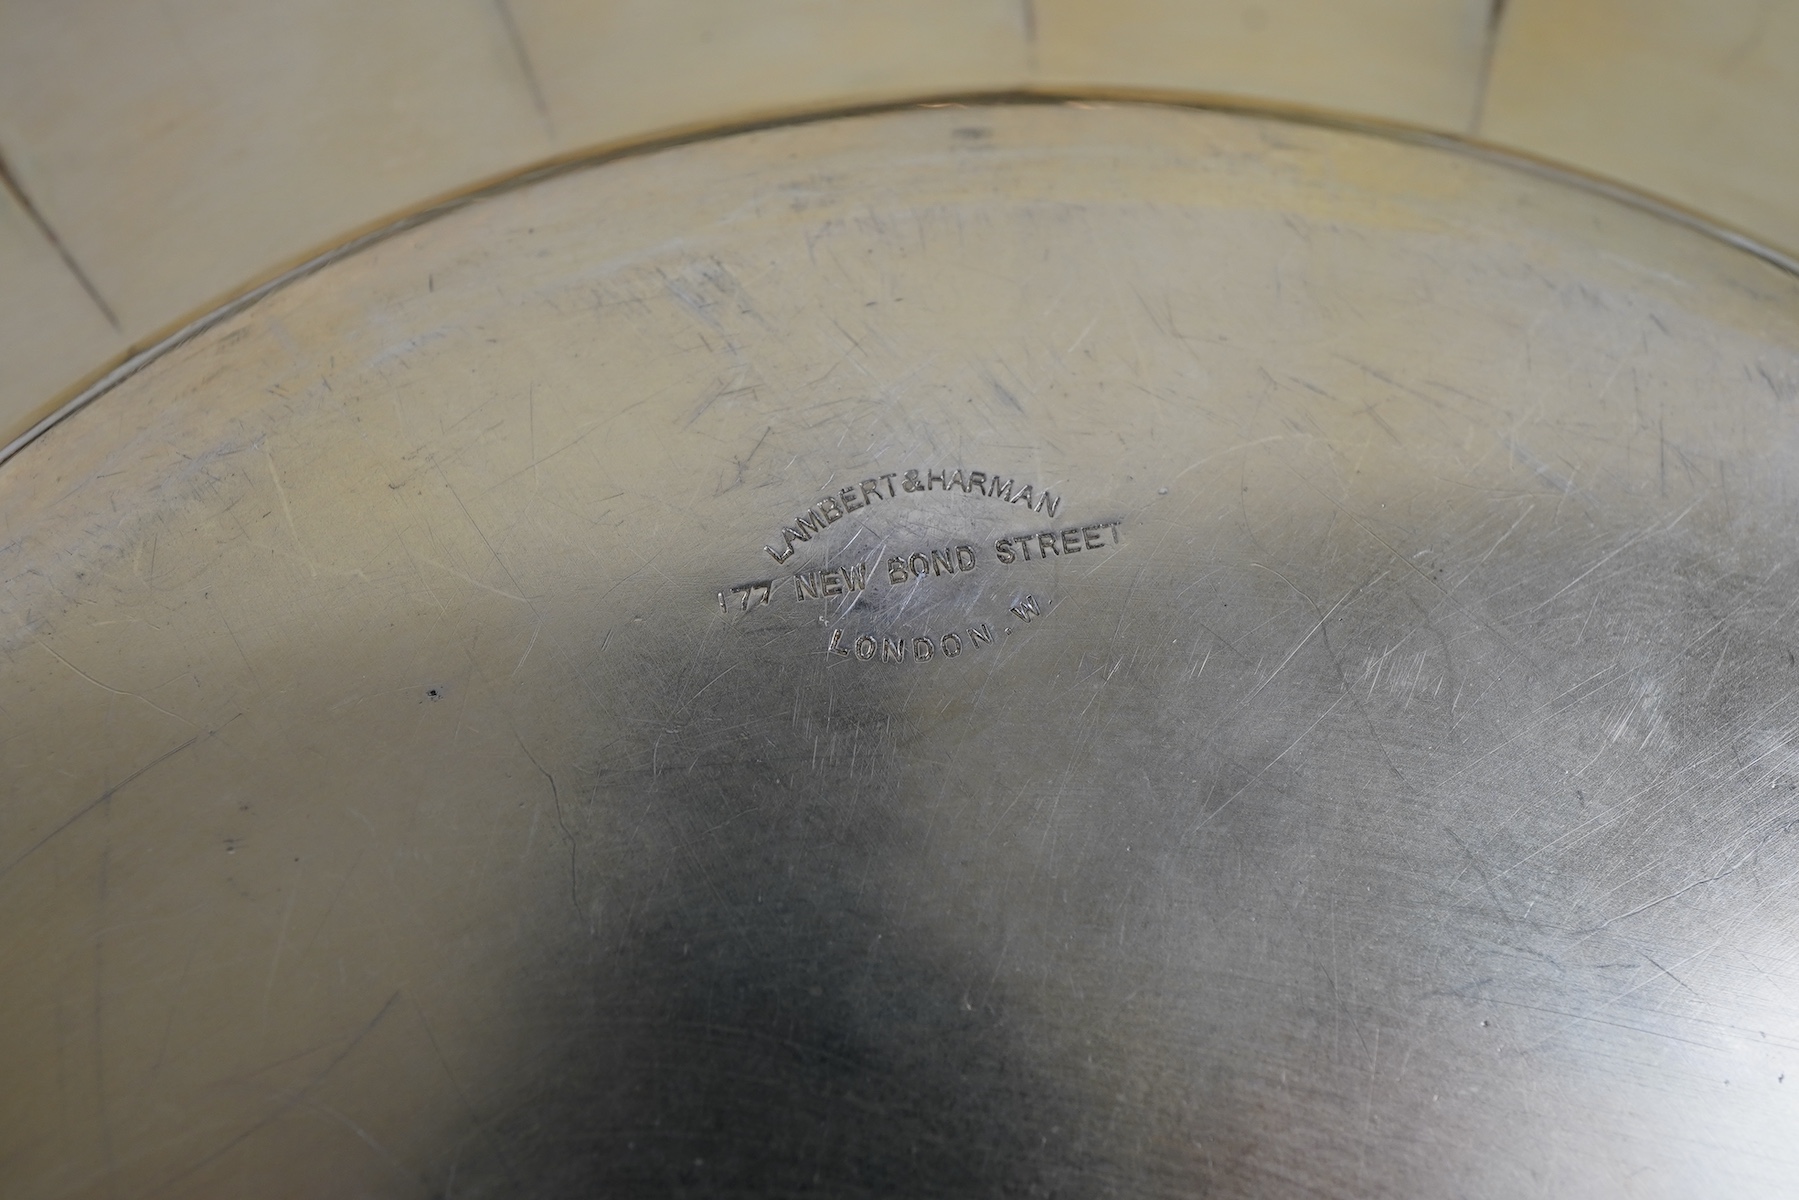 LAMBERT & HARMAN
177 NEW BOND STREET
LONDON. W.